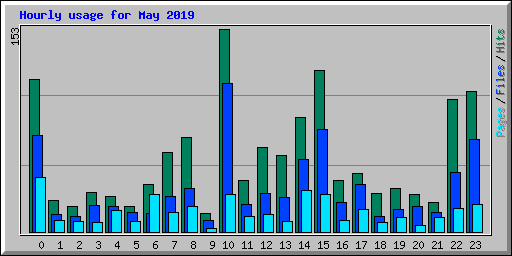 Hourly usage for May 2019
153
Pages/Files/Hits
0 1 2 3 4 5 6 7 8 9 10 11 12 13 14 15 16 17 18 19 20 21 22 23